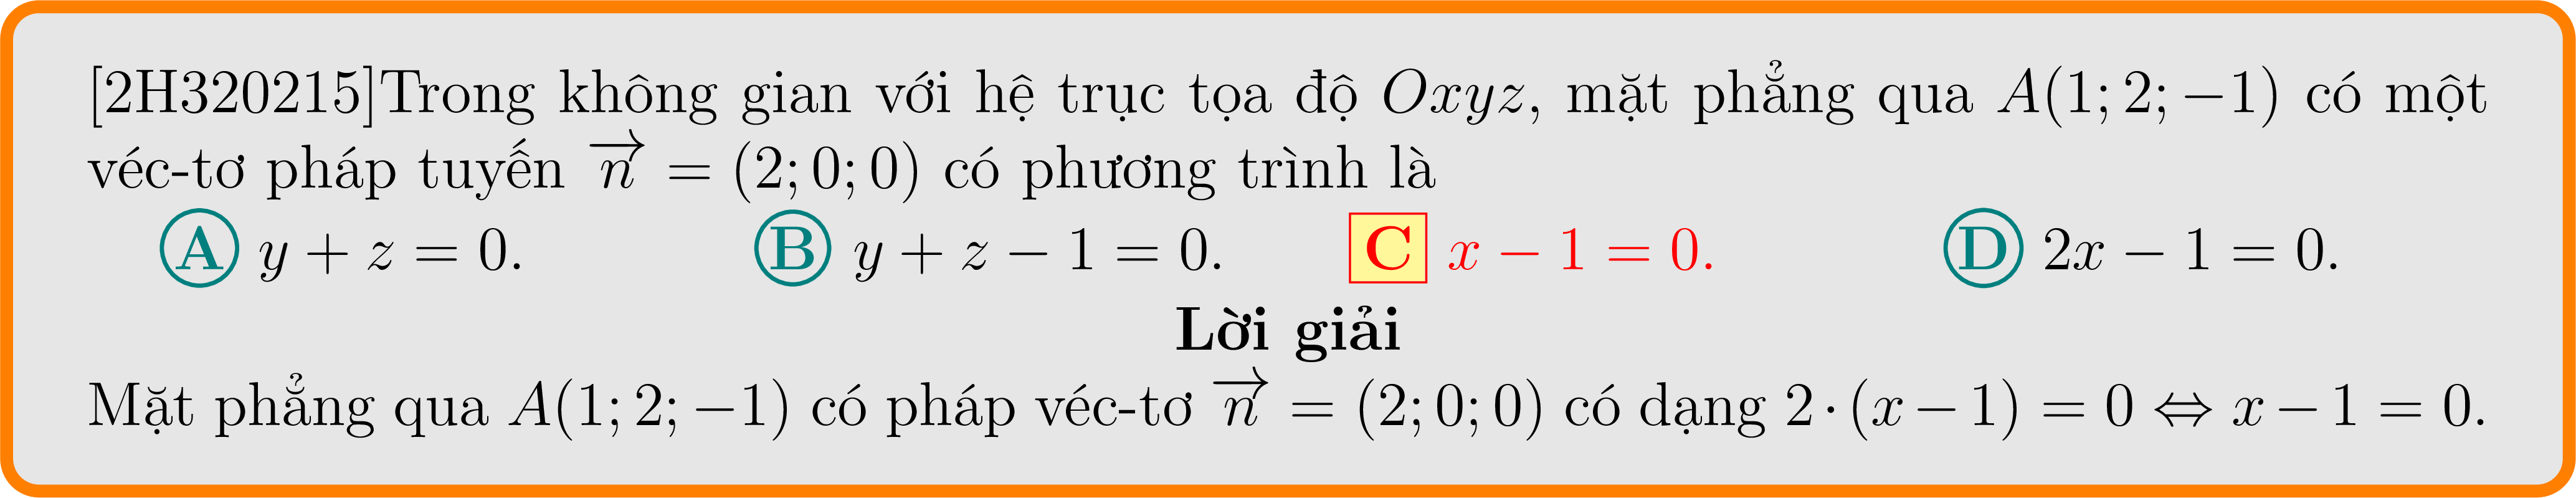 [2H320215]Trong không gian với hệ trục tọa độ Oxyz, mặt phẳng qua A(1; 2; −1) có một
véc-tơ pháp tuyến \overrightarrow{n} = (2; 0; 0) có phương trình là
A y + z = 0. B y + z − 1 = 0. C x − 1 = 0. D 2x − 1 = 0.
Lời giải
Mặt phẳng qua A(1; 2; −1) có pháp véc-tơ \overrightarrow{n} = (2; 0; 0) có dạng 2 · (x − 1) = 0 ⇔ x − 1 = 0.